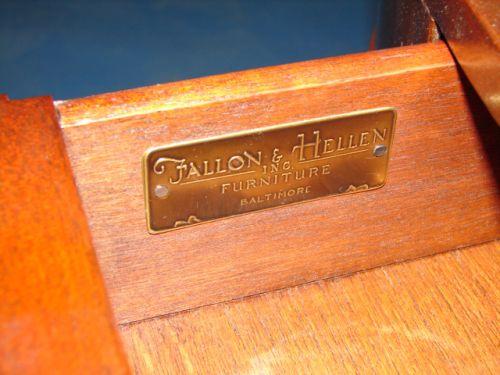 FALLON & HELLEN
INC.
FURNITURE
BALTIMORE